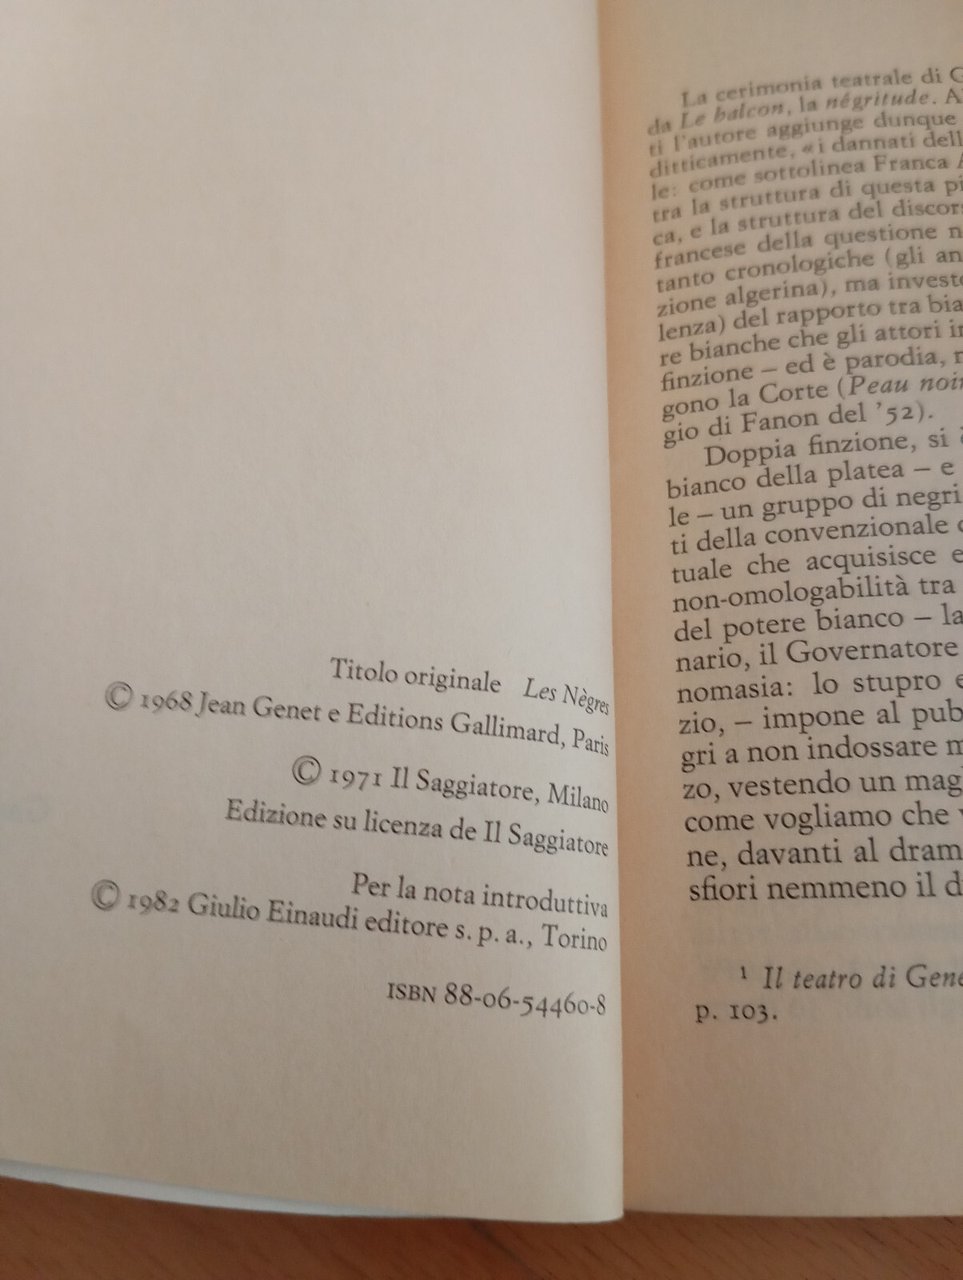 Titolo originale Les Nègres
© 1968 Jean Genet e Editions Gallimard, Paris
© 1971 Il Saggiatore, Milano
Edizione su licenza de Il Saggiatore
Per la nota introduttiva
© 1982 Giulio Einaudi editore s. p. a., Torino
ISBN 88-06-54460-8
La cerimonia teatrale di G
da Le balcon, la négritude. A
ti l'autore aggiunge dunque
ditticamente, «i dannati dell
le: come sottolinea Franca A
tra la struttura di questa pi
ca, e la struttura del discors
francese della questione n
tanto cronologiche (gli an
zione algerina), ma investe
lenza) del rapporto tra bia
re bianche che gli attori in
finzione – ed è parodia, n
gono la Corte (Peau noir
gio di Fanon del '52).
Doppia finzione, si è
bianco della platea – e
le – un gruppo di negri
ti della convenzionale
tuale che acquisisce e
non-omologabilità tra
del potere bianco – la
nario, il Governatore
nomasia: lo stupro e
zio, – impone al pub
gri a non indossare m
zo, vestendo un mag
come vogliamo che
ne, davanti al dram
sfiori nemmeno il d
¹ Il teatro di Gene
p. 103.